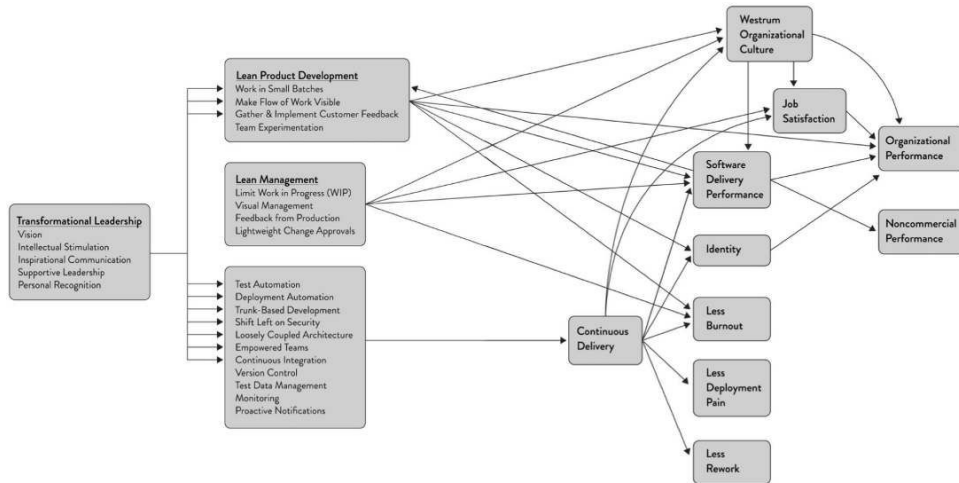 Transformational Leadership
Vision
Intellectual Stimulation
Inspirational Communication
Supportive Leadership
Personal Recognition
Lean Product Development
Work in Small Batches
Make Flow of Work Visible
Gather & Implement Customer Feedback
Team Experimentation
Lean Management
Limit Work in Progress (WIP)
Visual Management
Feedback from Production
Lightweight Change Approvals
Test Automation
Deployment Automation
Trunk-Based Development
Shift Left on Security
Loosely Coupled Architecture
Empowered Teams
Continuous Integration
Version Control
Test Data Management
Monitoring
Proactive Notifications
Continuous
Delivery
Westrum
Organizational
Culture
Job
Satisfaction
Software
Delivery
Performance
Identity
Less
Burnout
Less
Deployment
Pain
Less
Rework
Organizational
Performance
Noncommercial
Performance